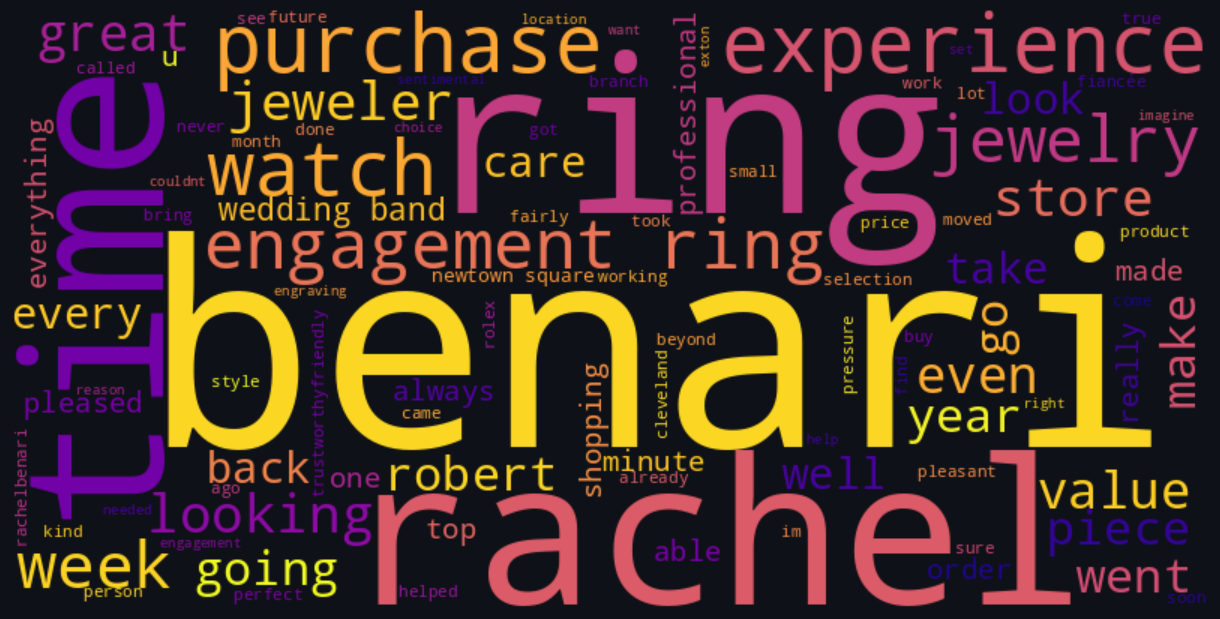 great
see
future
location
want
true
purchase
experience
u
exton
set
called
sentimental
branch
work
fiancée
jeweler
professional
lot
look
ring
time
never
month
done
choice
got
imagine
jewelry
everything
watch
care
small
couldnt
store
bring
wedding band
fairly
took
price
moved
product
engagement ring
take
made
newtown square
working
selection
engraving
every
benari
rolex
go
come
trustworthyfriendly
beyond
pressure
buy
really
make
style
always
shopping
cleveland
find
even
reason
pleased
came
year
right
help
back
one
robert
minute
already
well
pleasant
value
rachelbenari
ago
needed
looking
rachel
top
able
im
sure
piece
kind
week
engagement
going
order
went
person
perfect
helped
soon